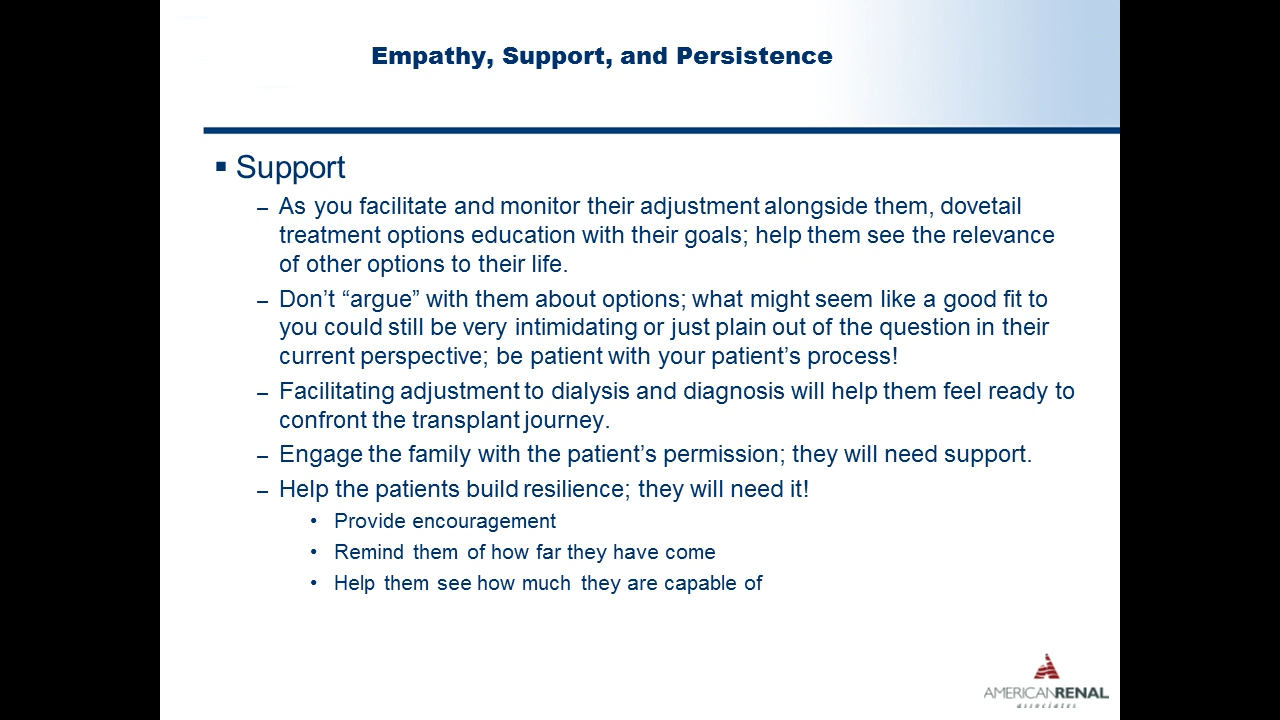 Empathy, Support, and Persistence
▪ Support
– As you facilitate and monitor their adjustment alongside them, dovetail
treatment options education with their goals; help them see the relevance
of other options to their life.
– Don’t “argue” with them about options; what might seem like a good fit to
you could still be very intimidating or just plain out of the question in their
current perspective; be patient with your patient’s process!
– Facilitating adjustment to dialysis and diagnosis will help them feel ready to
confront the transplant journey.
– Engage the family with the patient’s permission; they will need support.
– Help the patients build resilience; they will need it!
• Provide encouragement
• Remind them of how far they have come
• Help them see how much they are capable of
AMERICANRENAL
associates